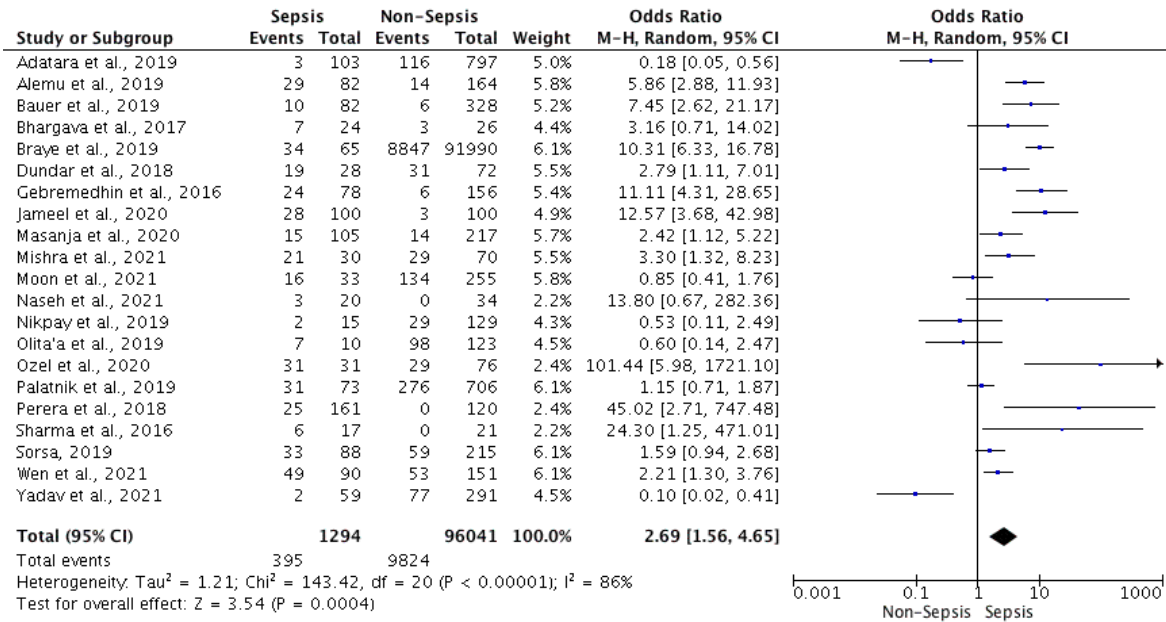 Sepsis Non-Sepsis Odds Ratio Odds Ratio
Study or Subgroup Events Total Events Total Weight M-H, Random, 95% CI M-H, Random, 95% CI
Adatara et al., 2019 3 103 116 797 5.0% 0.18 [0.05, 0.56]
Alemu et al., 2019 29 82 14 164 5.8% 5.86 [2.88, 11.93]
Bauer et al., 2019 10 82 6 328 5.2% 7.45 [2.62, 21.17]
Bhargava et al., 2017 7 24 3 26 4.4% 3.16 [0.71, 14.02]
Braye et al., 2019 34 65 8847 91990 6.1% 10.31 [6.33, 16.78]
Dundar et al., 2018 19 28 31 72 5.5% 2.79 [1.11, 7.01]
Gebremedhin et al., 2016 24 78 6 156 5.4% 11.11 [4.31, 28.65]
Jameel et al., 2020 28 100 3 100 4.9% 12.57 [3.68, 42.98]
Masanja et al., 2020 15 105 14 217 5.7% 2.42 [1.12, 5.22]
Mishra et al., 2021 21 30 29 70 5.5% 3.30 [1.32, 8.23]
Moon et al., 2021 16 33 134 255 5.8% 0.85 [0.41, 1.76]
Naseh et al., 2021 3 20 0 34 2.2% 13.80 [0.67, 282.36]
Nikpay et al., 2019 2 15 29 129 4.3% 0.53 [0.11, 2.49]
Olita'a et al., 2019 7 10 98 123 4.5% 0.60 [0.14, 2.47]
Ozel et al., 2020 31 31 29 76 2.4% 101.44 [5.98, 1721.10]
Palatnik et al., 2019 31 73 276 706 6.1% 1.15 [0.71, 1.87]
Perera et al., 2018 25 161 0 120 2.4% 45.02 [2.71, 747.48]
Sharma et al., 2016 6 17 0 21 2.2% 24.30 [1.25, 471.01]
Sorsa, 2019 33 88 59 215 6.1% 1.59 [0.94, 2.68]
Wen et al., 2021 49 90 53 151 6.1% 2.21 [1.30, 3.76]
Yadav et al., 2021 2 59 77 291 4.5% 0.10 [0.02, 0.41]
Total (95% CI) 1294 96041 100.0% 2.69 [1.56, 4.65]
Total events 395 9824
Heterogeneity: Tau² = 1.21; Chi² = 143.42, df = 20 (P < 0.00001); I² = 86%
Test for overall effect: Z = 3.54 (P = 0.0004)
0.001 0.1 1 10 1000
Non-Sepsis Sepsis